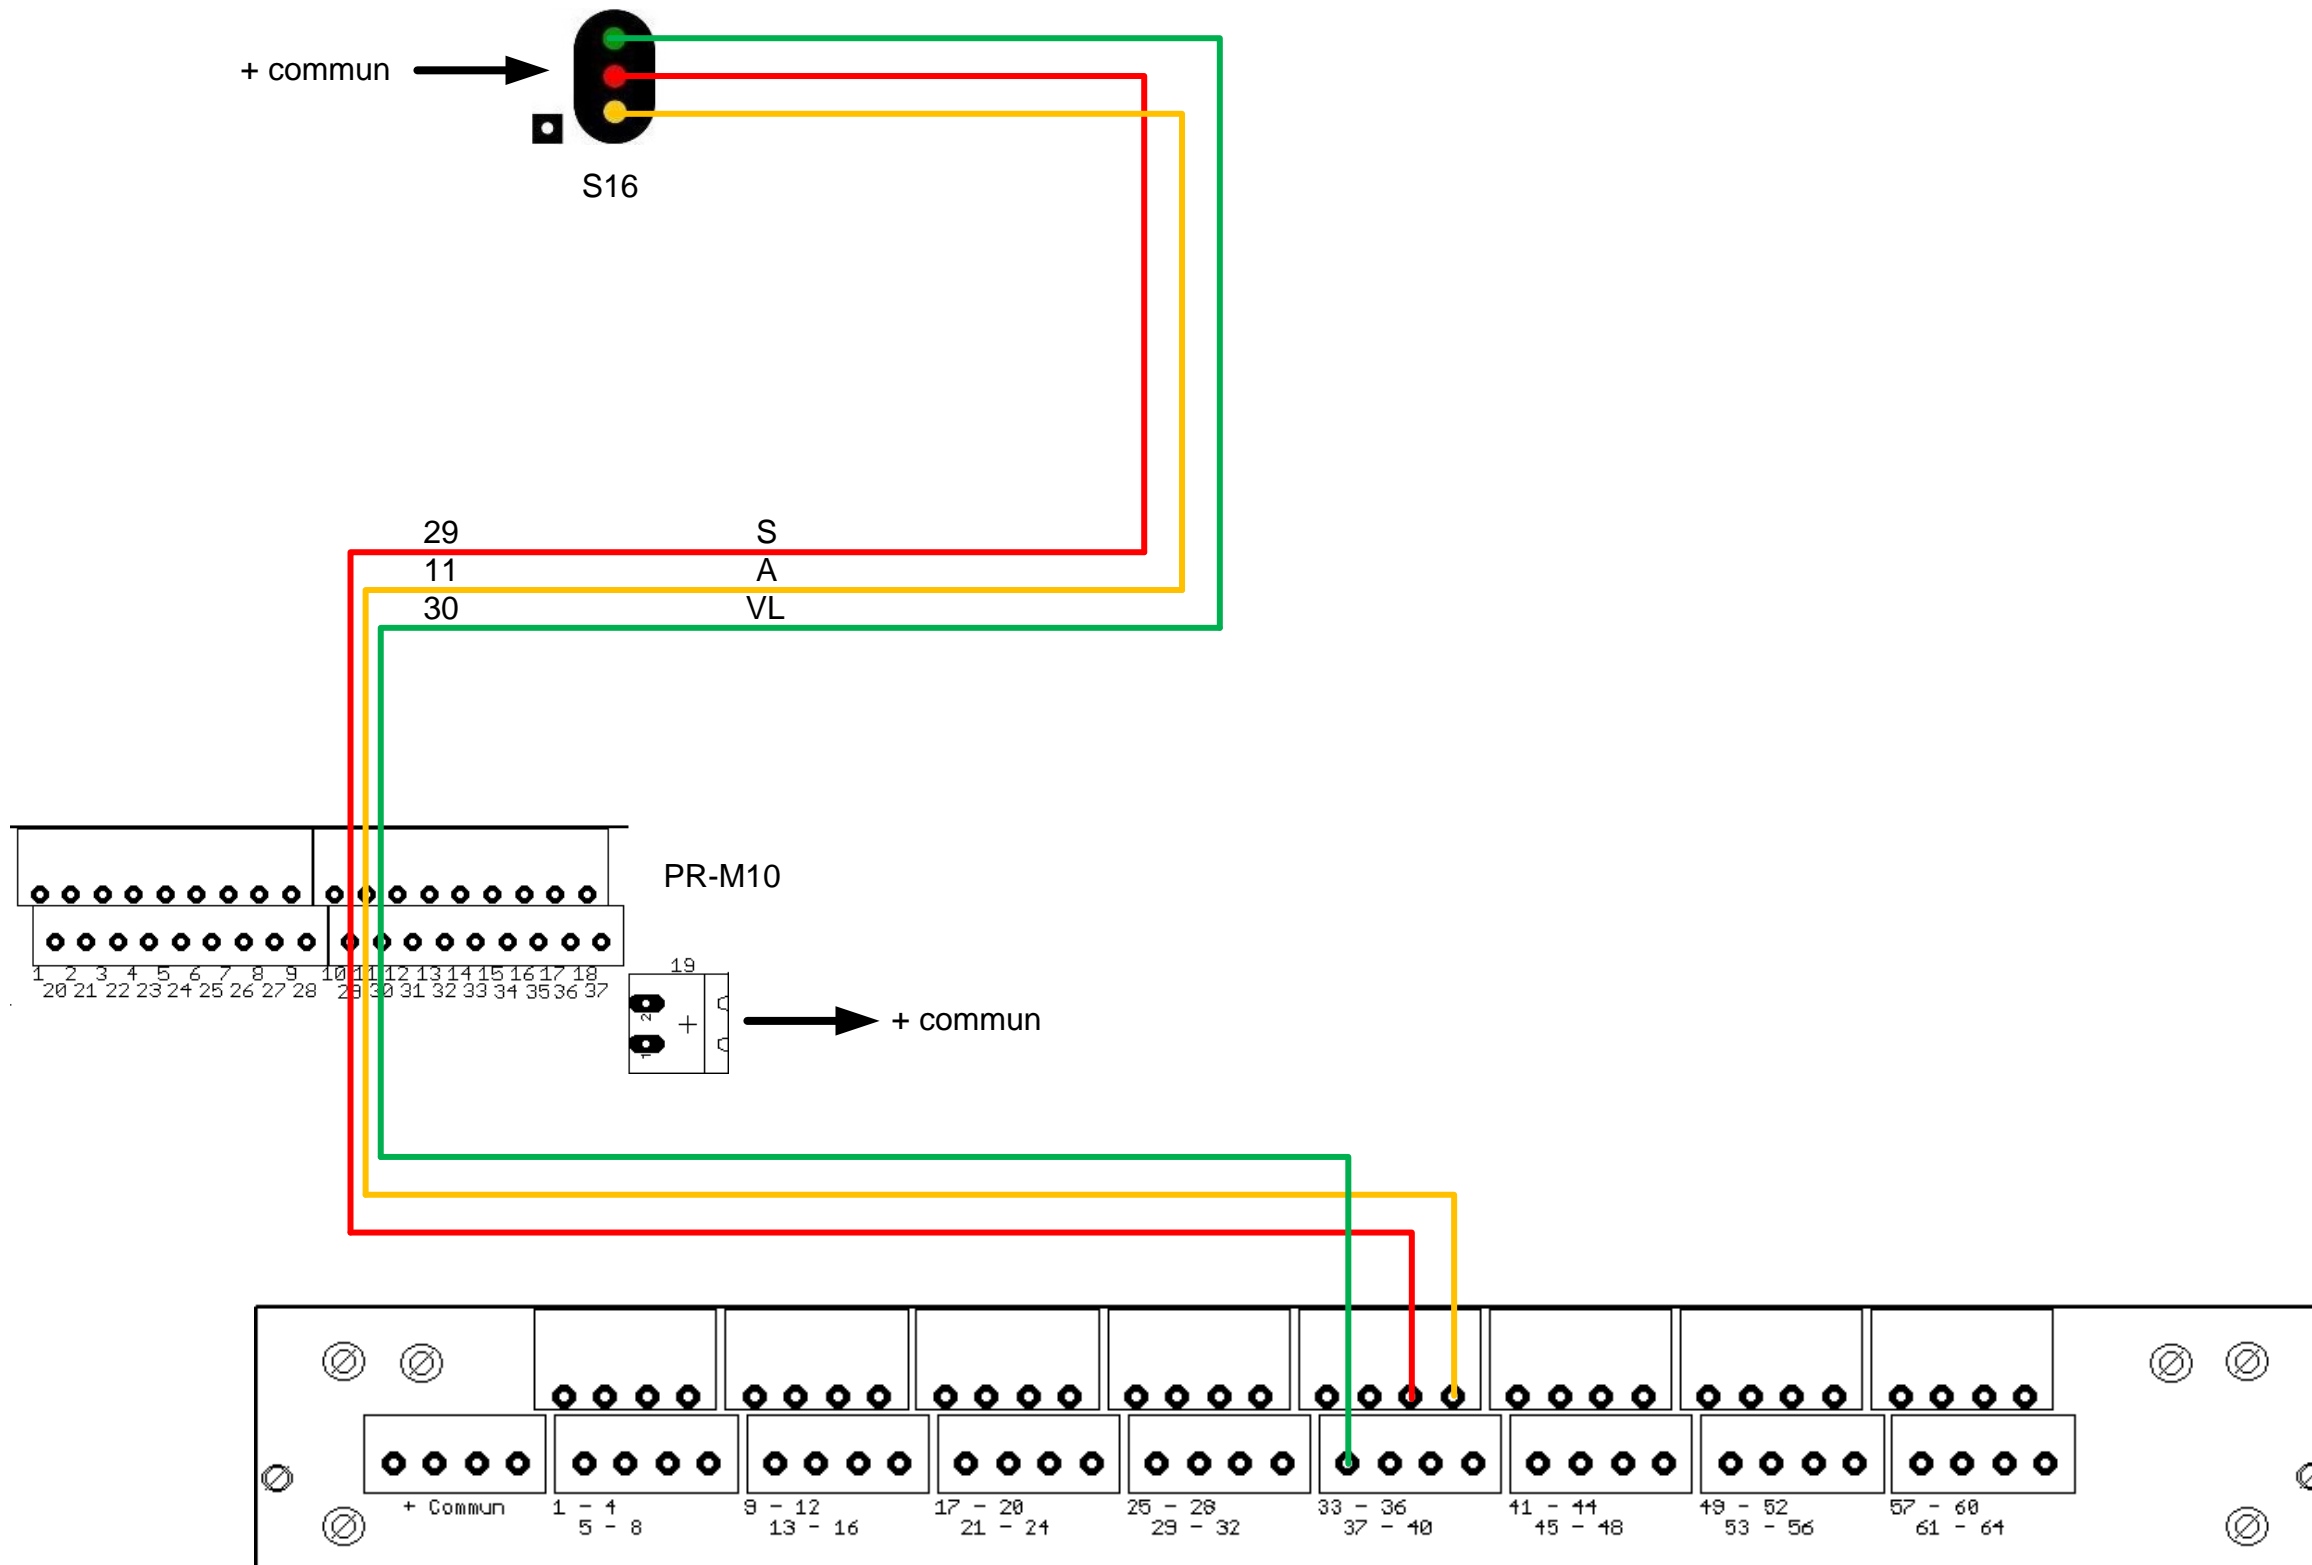 + commun
S16
29 S
11 A
30 VL
PR-M10
1 2 3 4 5 6 7 8 9 10 11 12 13 14 15 16 17 18
20 21 22 23 24 25 26 27 28 29 30 31 32 33 34 35 36 37
19
2
1
+
+ commun
+ Commun 1 - 4 9 - 12 17 - 20 25 - 28 33 - 36 41 - 44 49 - 52 57 - 60
5 - 8 13 - 16 21 - 24 29 - 32 37 - 40 45 - 48 53 - 56 61 - 64